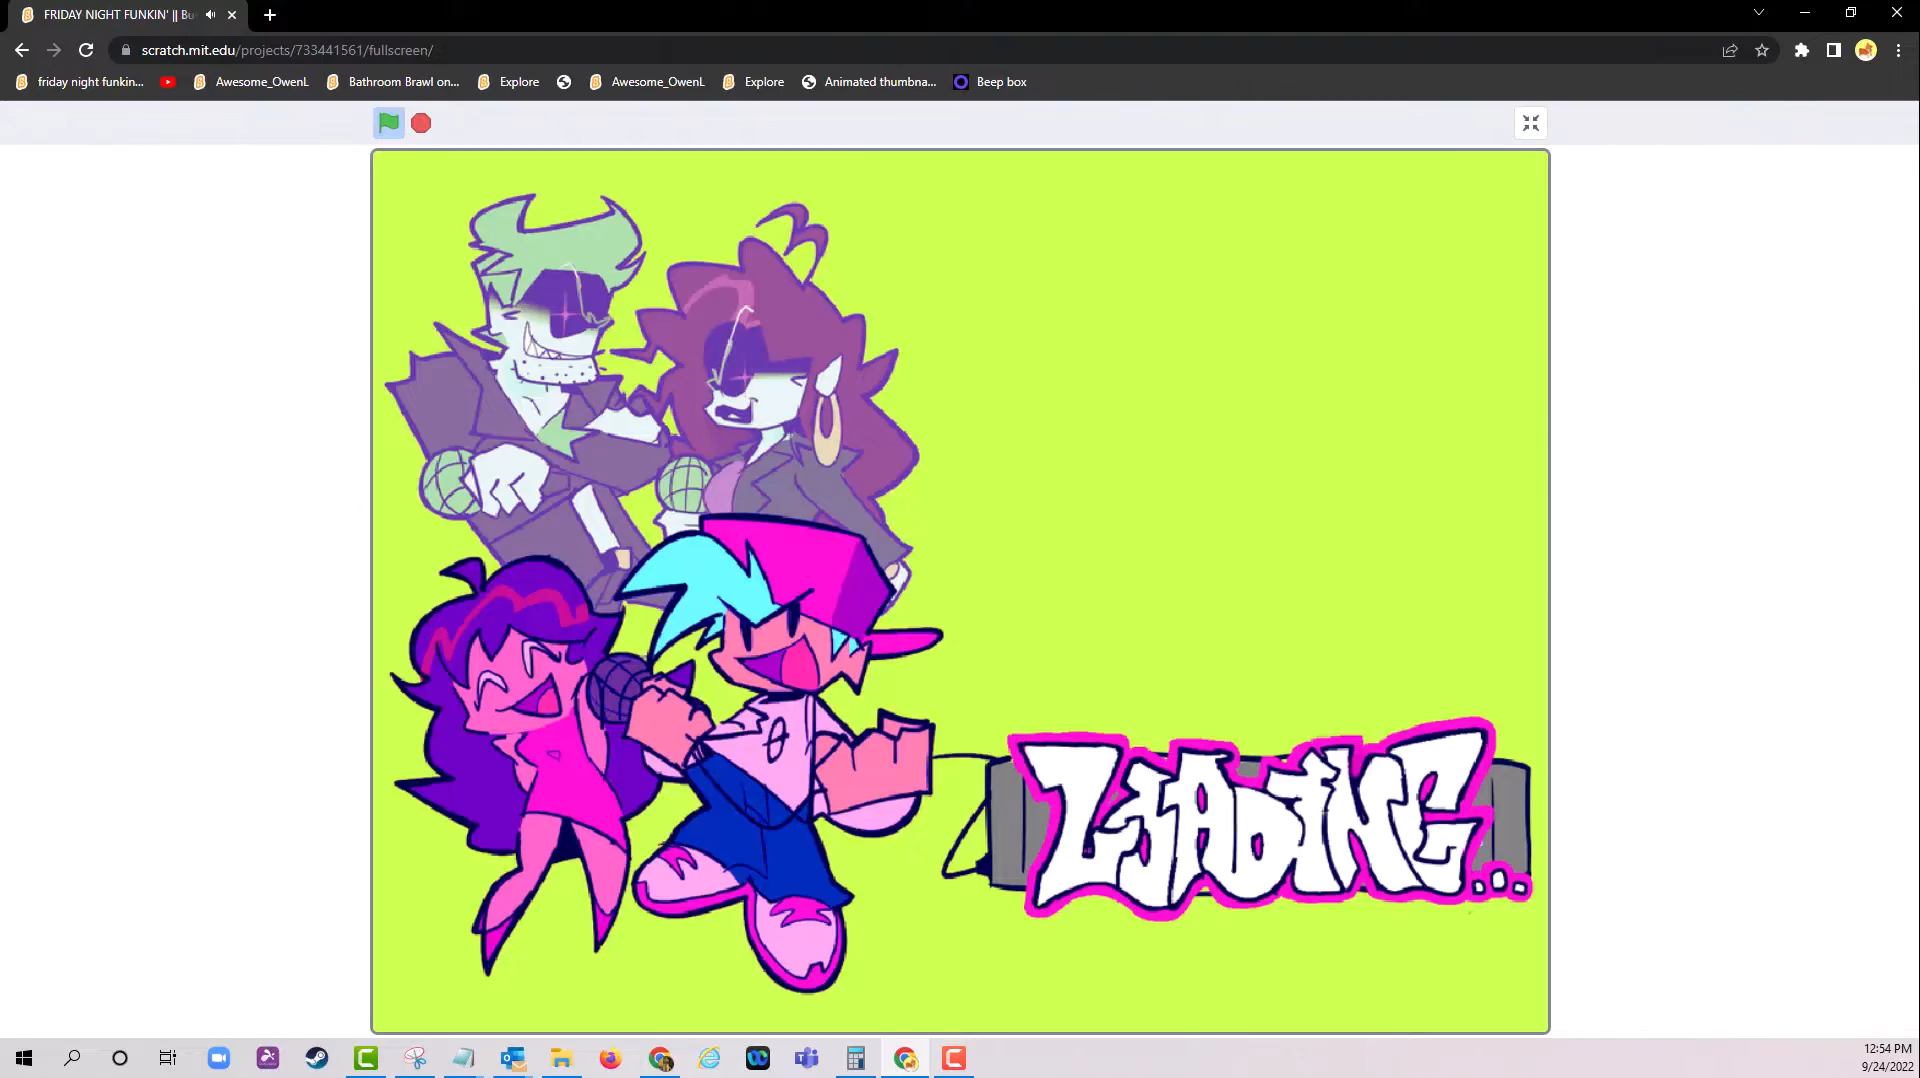 FRIDAY NIGHT FUNKIN' || Bu
scratch.mit.edu/projects/733441561/fullscreen/
friday night funkin...
Awesome_OwenL
Bathroom Brawl on...
Explore
Awesome_OwenL
Explore
Animated thumbna...
Beep box
LOADING...
12:54 PM
9/24/2022